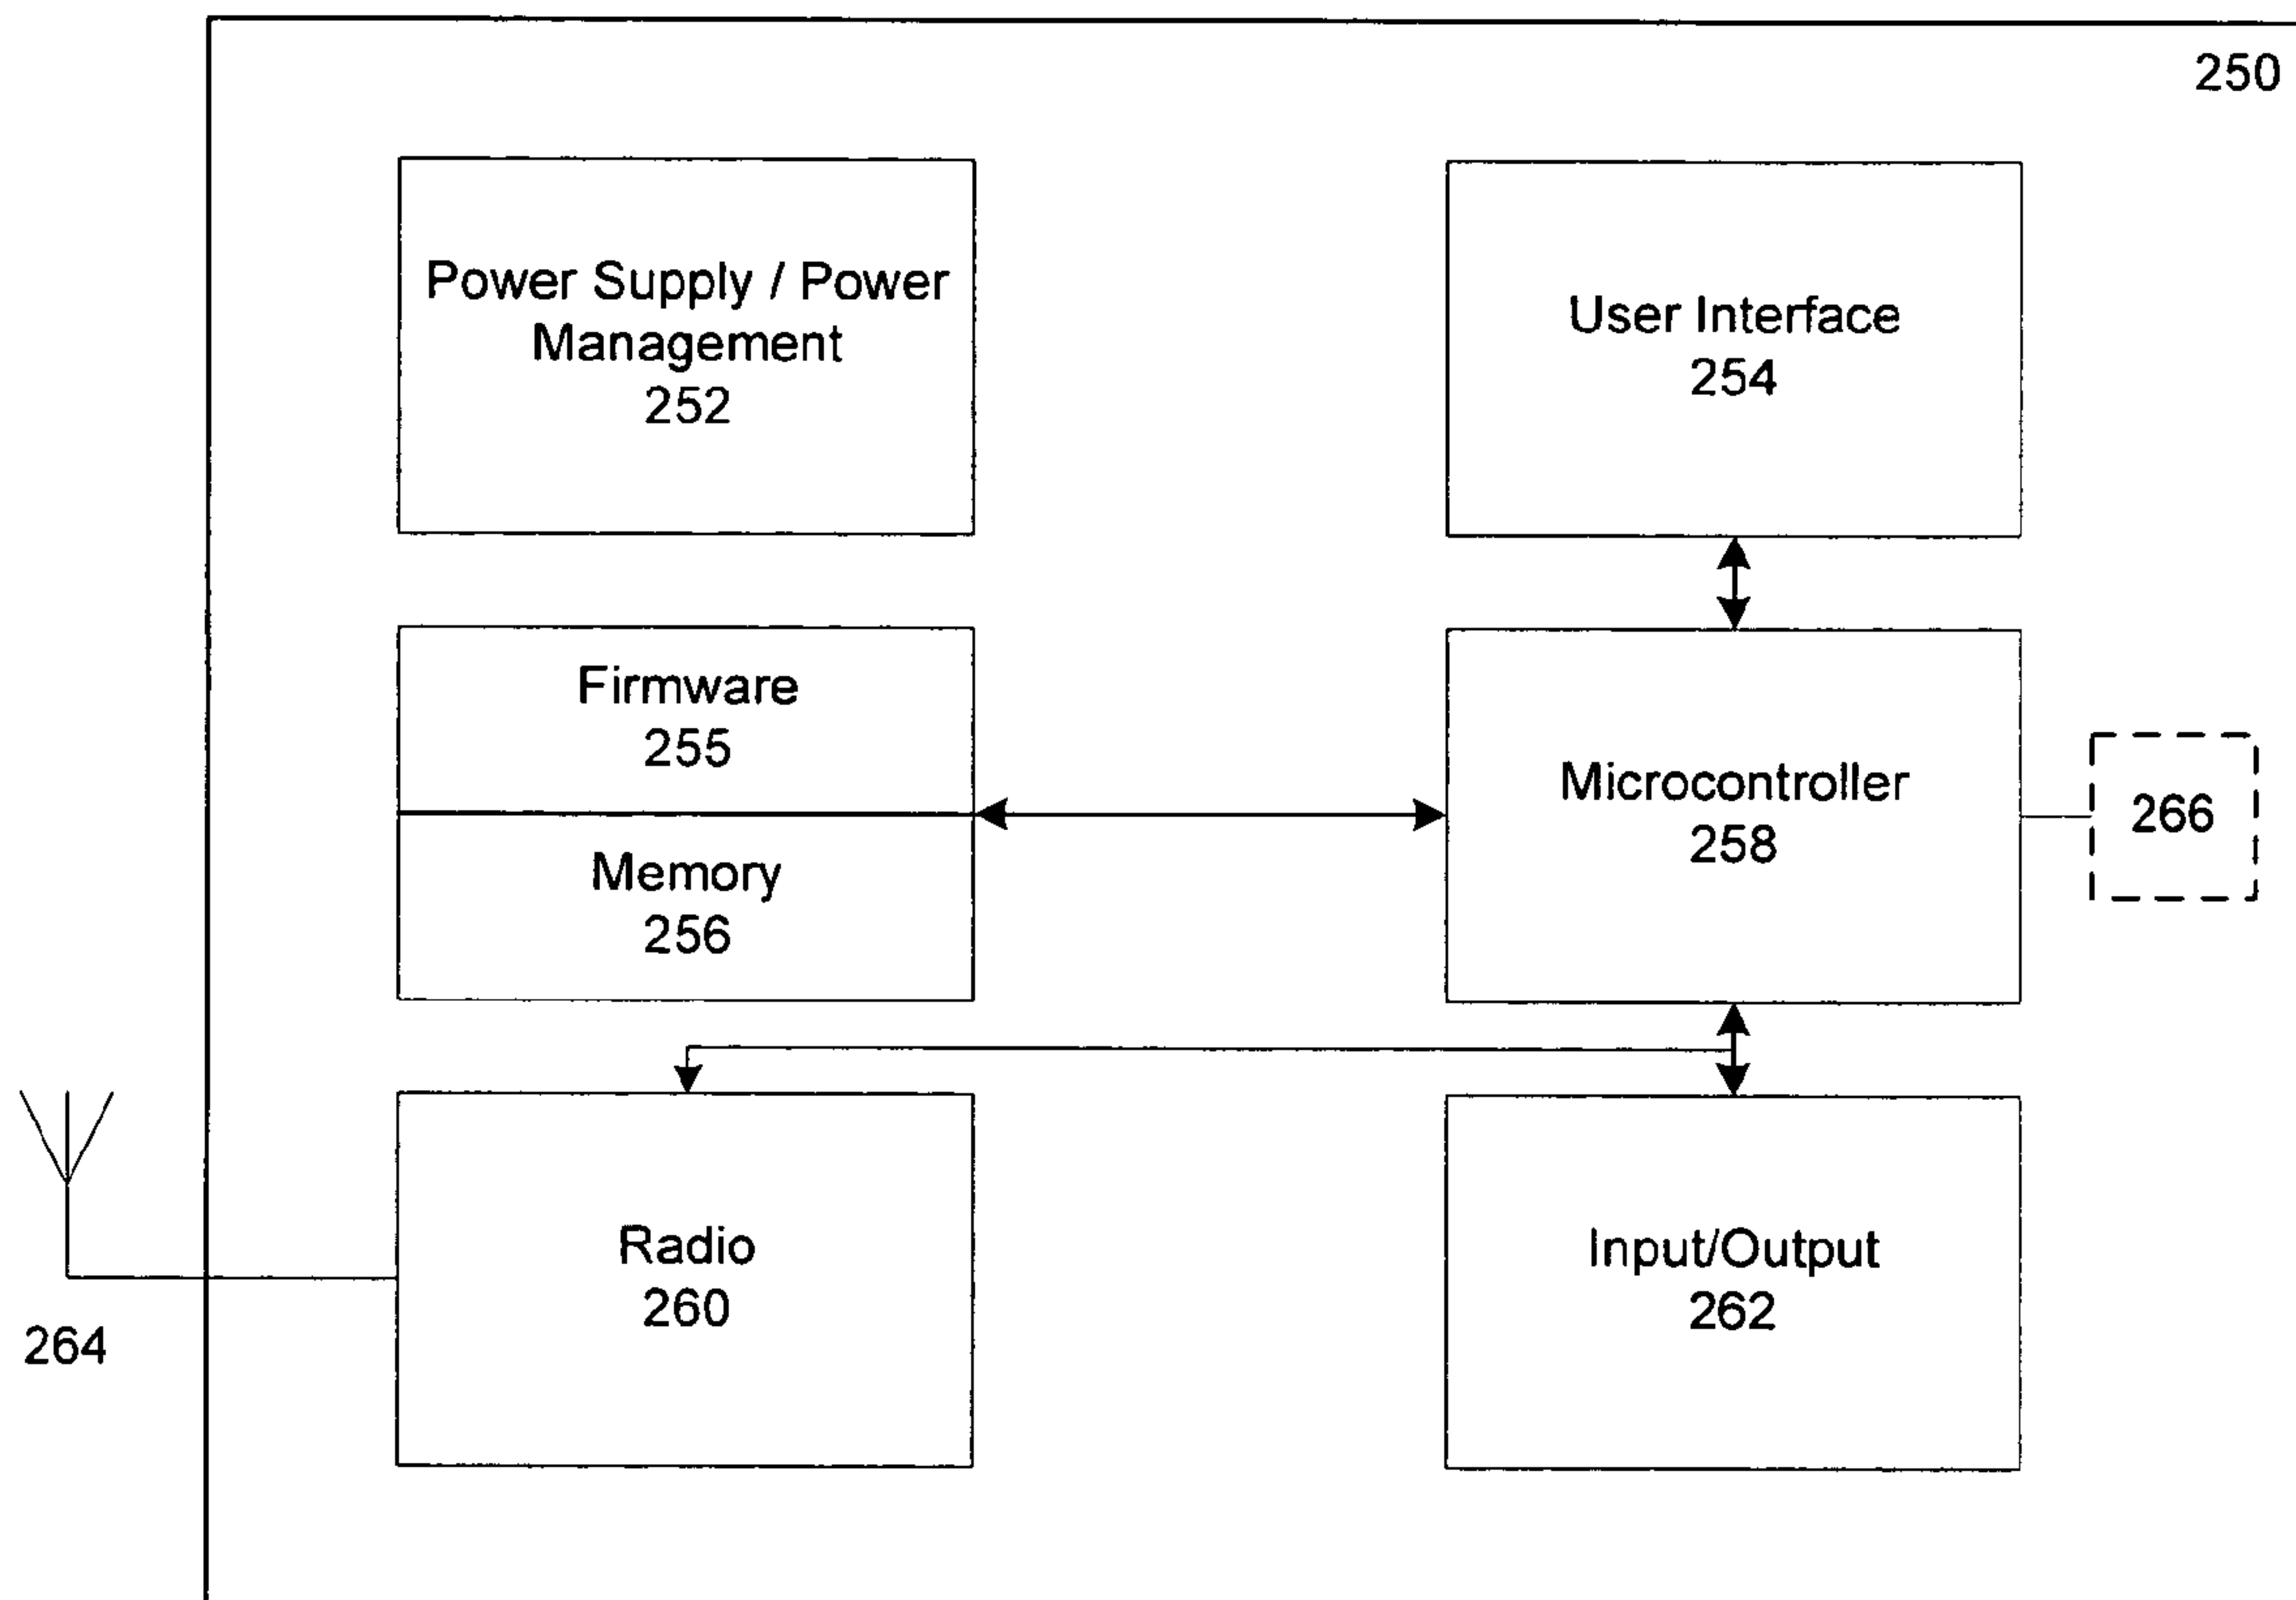 250
Power Supply / Power
Management
252
User Interface
254
Firmware
255
Memory
256
Microcontroller
258
266
Radio
260
Input/Output
262
264